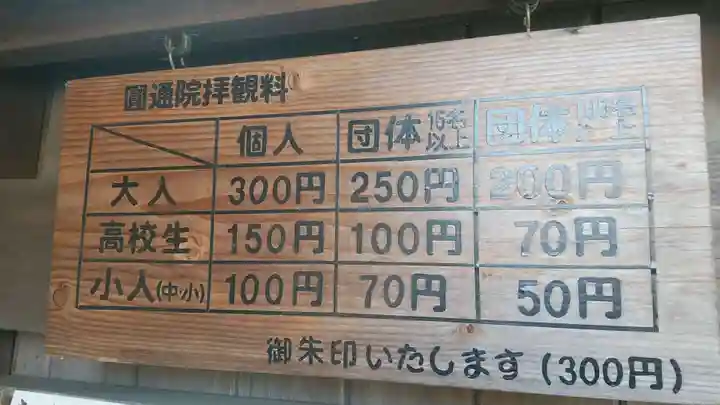 圓通院拝観料
個人 団体15名以上 団体
大人 300円 250円 200円
高校生 150円 100円 70円
小人(中・小) 100円 70円 50円
御朱印いたします(300円)